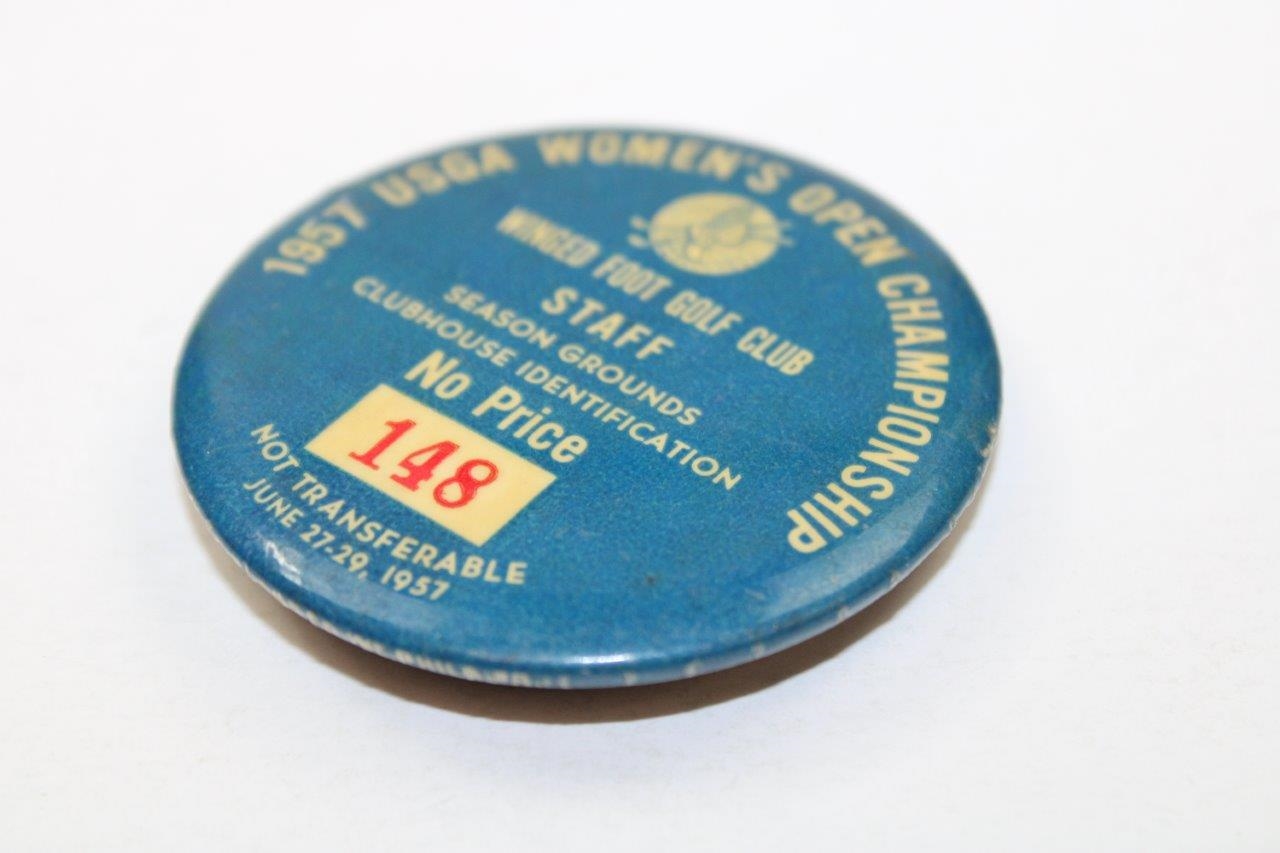 1957 USGA WOMEN'S OPEN CHAMPIONSHIP
WINGED FOOT GOLF CLUB
STAFF
SEASON GROUNDS
CLUBHOUSE IDENTIFICATION
No Price
148
NOT TRANSFERABLE
JUNE 27-29, 1957